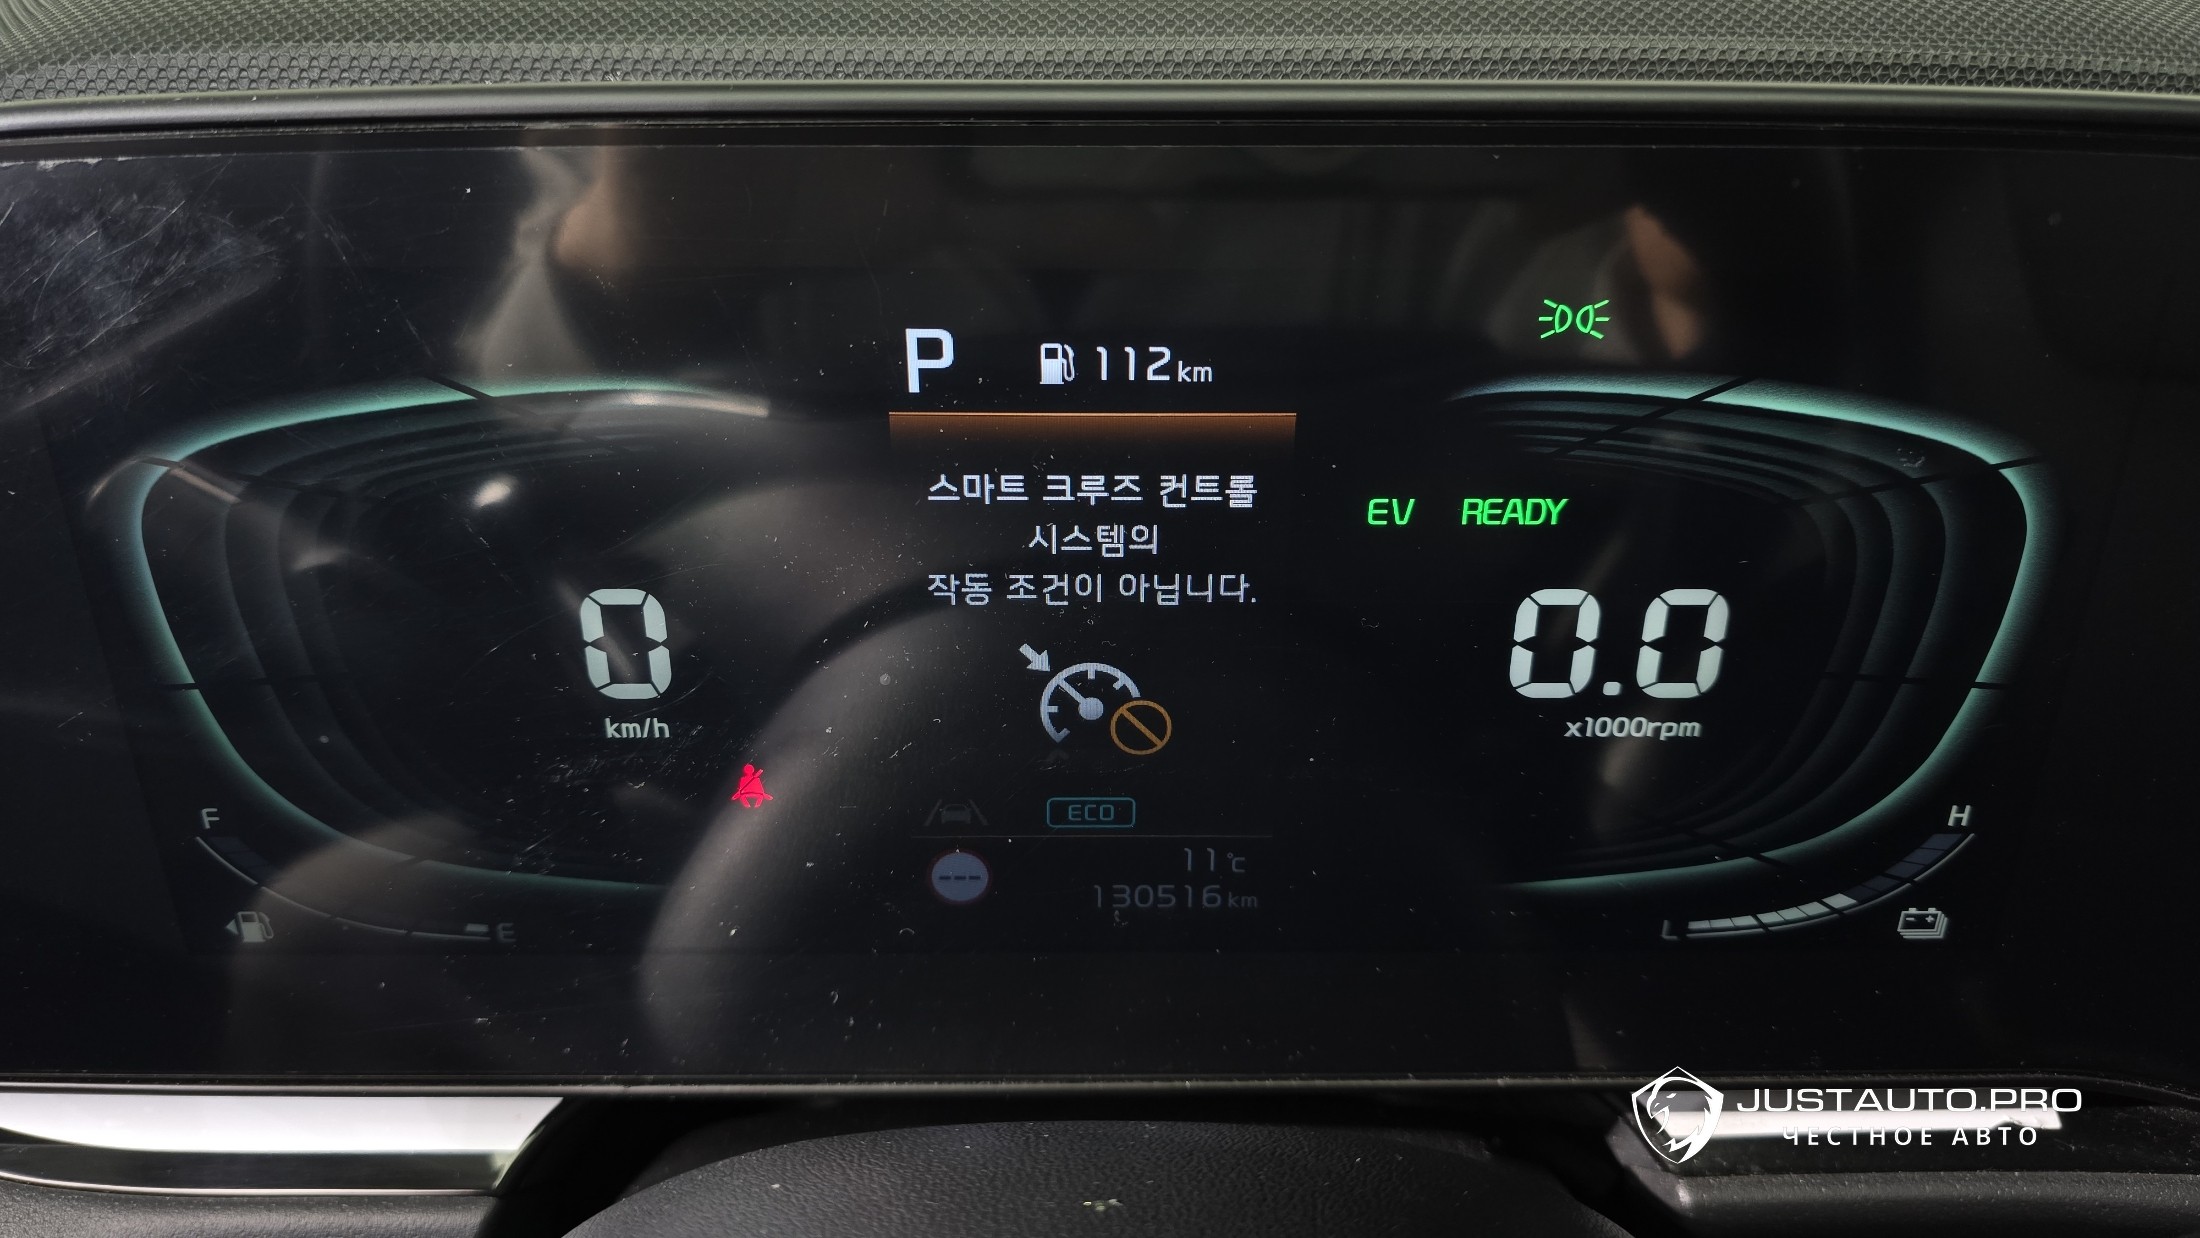 P 112km
스마트 크루즈 컨트롤
시스템의
작동 조건이 아닙니다.
EV READY
0
km/h
0.0
x1000rpm
F
E
ECO
---
11℃
130516km
H
L
JUSTAUTO.PRO
ЧЕСТНОЕ АВТО